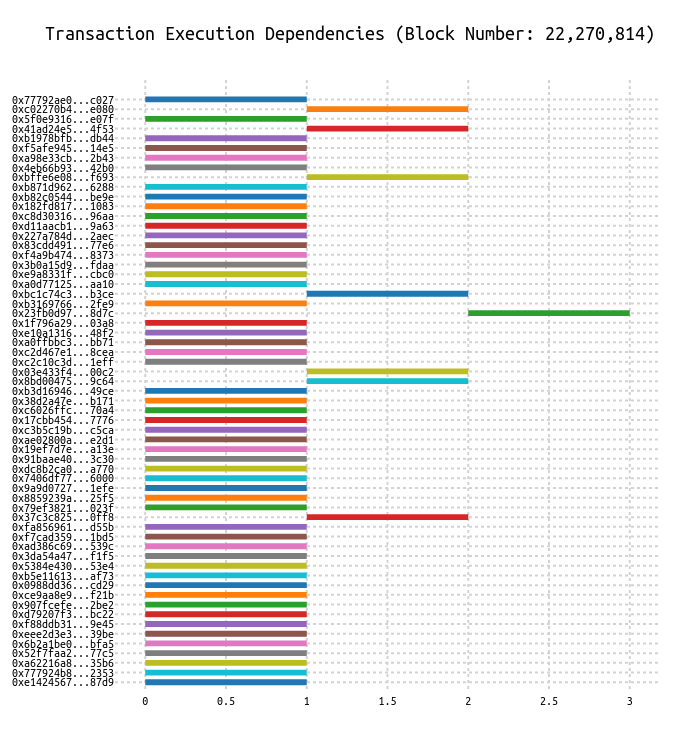 Transaction Execution Dependencies (Block Number: 22,270,814)
0x77792ae0...c027
0xc02270b4...e080
0x5f0e9316...e07f
0x41ad24e5...4f53
0xb1978bfb...db44
0xf5afe945...14e5
0xa98e33cb...2b43
0x4eb66b93...42b0
0xbffe6e08...f693
0xb871d962...6288
0xb82c0544...be9e
0x182fd817...1083
0xc8d30316...96aa
0xd11aacb1...9a63
0x227a784d...2aec
0x83cdd491...77e6
0xf4a9b474...8373
0x3b0a15d9...fdaa
0xe9a8331f...cbc0
0xa0d77125...aa10
0xbc1c74c3...b3ce
0xb3169766...2fe9
0x23fb0d97...8d7c
0x1f796a29...03a8
0xe10a1316...48f2
0xa0ffbbc3...bb71
0xc2d467e1...8cea
0xc2c10c3d...1eff
0x03e433f4...00c2
0x8bd00475...9c64
0xb3d16946...49ce
0x38d2a47e...b171
0xc6026ffc...70a4
0x17cbb454...7776
0xc3b5c19b...c5ca
0xae02800a...e2d1
0x19ef7d7e...a13e
0x91baae40...3c30
0xdc8b2ca0...a770
0x7406df77...6000
0x9a9d0727...1efe
0x8859239a...25f5
0x79ef3821...023f
0x37c3c825...0ff8
0xfa856961...d55b
0xf7cad359...1bd5
0xad386c69...539c
0x3da54a47...f1f5
0x5384e430...53e4
0xb5e11613...af73
0x0988dd36...cd29
0xce9aa8e9...f21b
0x907fcefe...2be2
0xd79207f3...bc22
0xf88ddb31...9e45
0xeee2d3e3...39be
0x6b2a1be0...bfa5
0x52f7faa2...77c5
0xa62216a8...35b6
0x777924b8...2353
0xe1424567...87d9
0 0.5 1 1.5 2 2.5 3